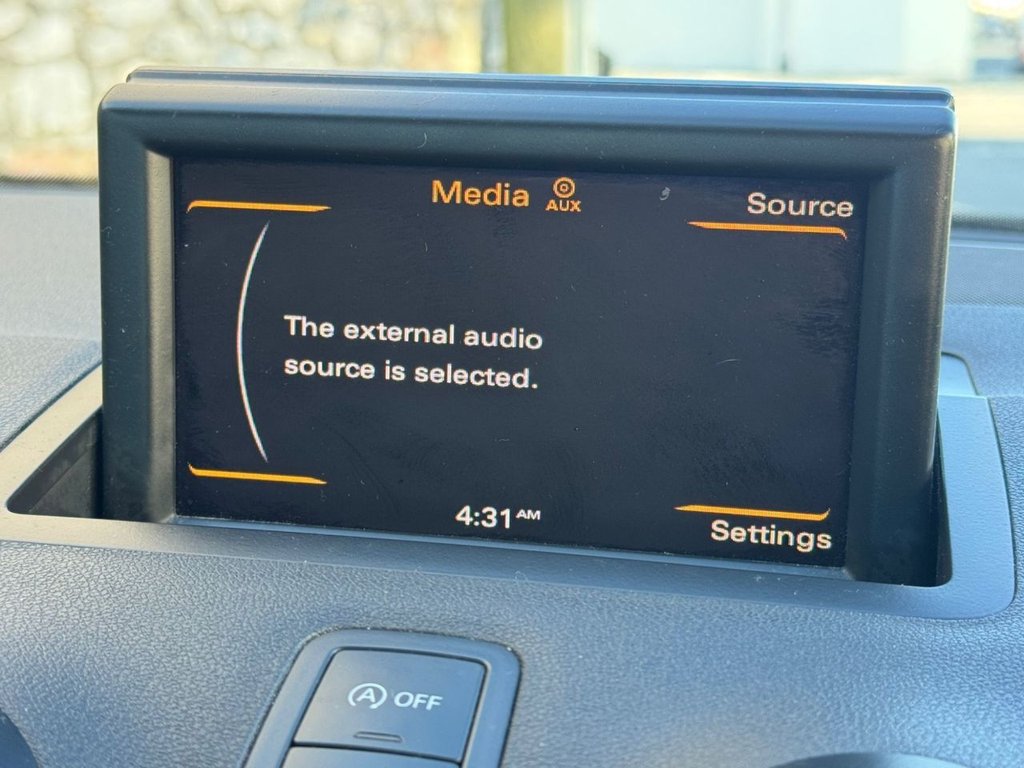 Media AUX
Source
The external audio
source is selected.
4:31 AM
Settings
A OFF